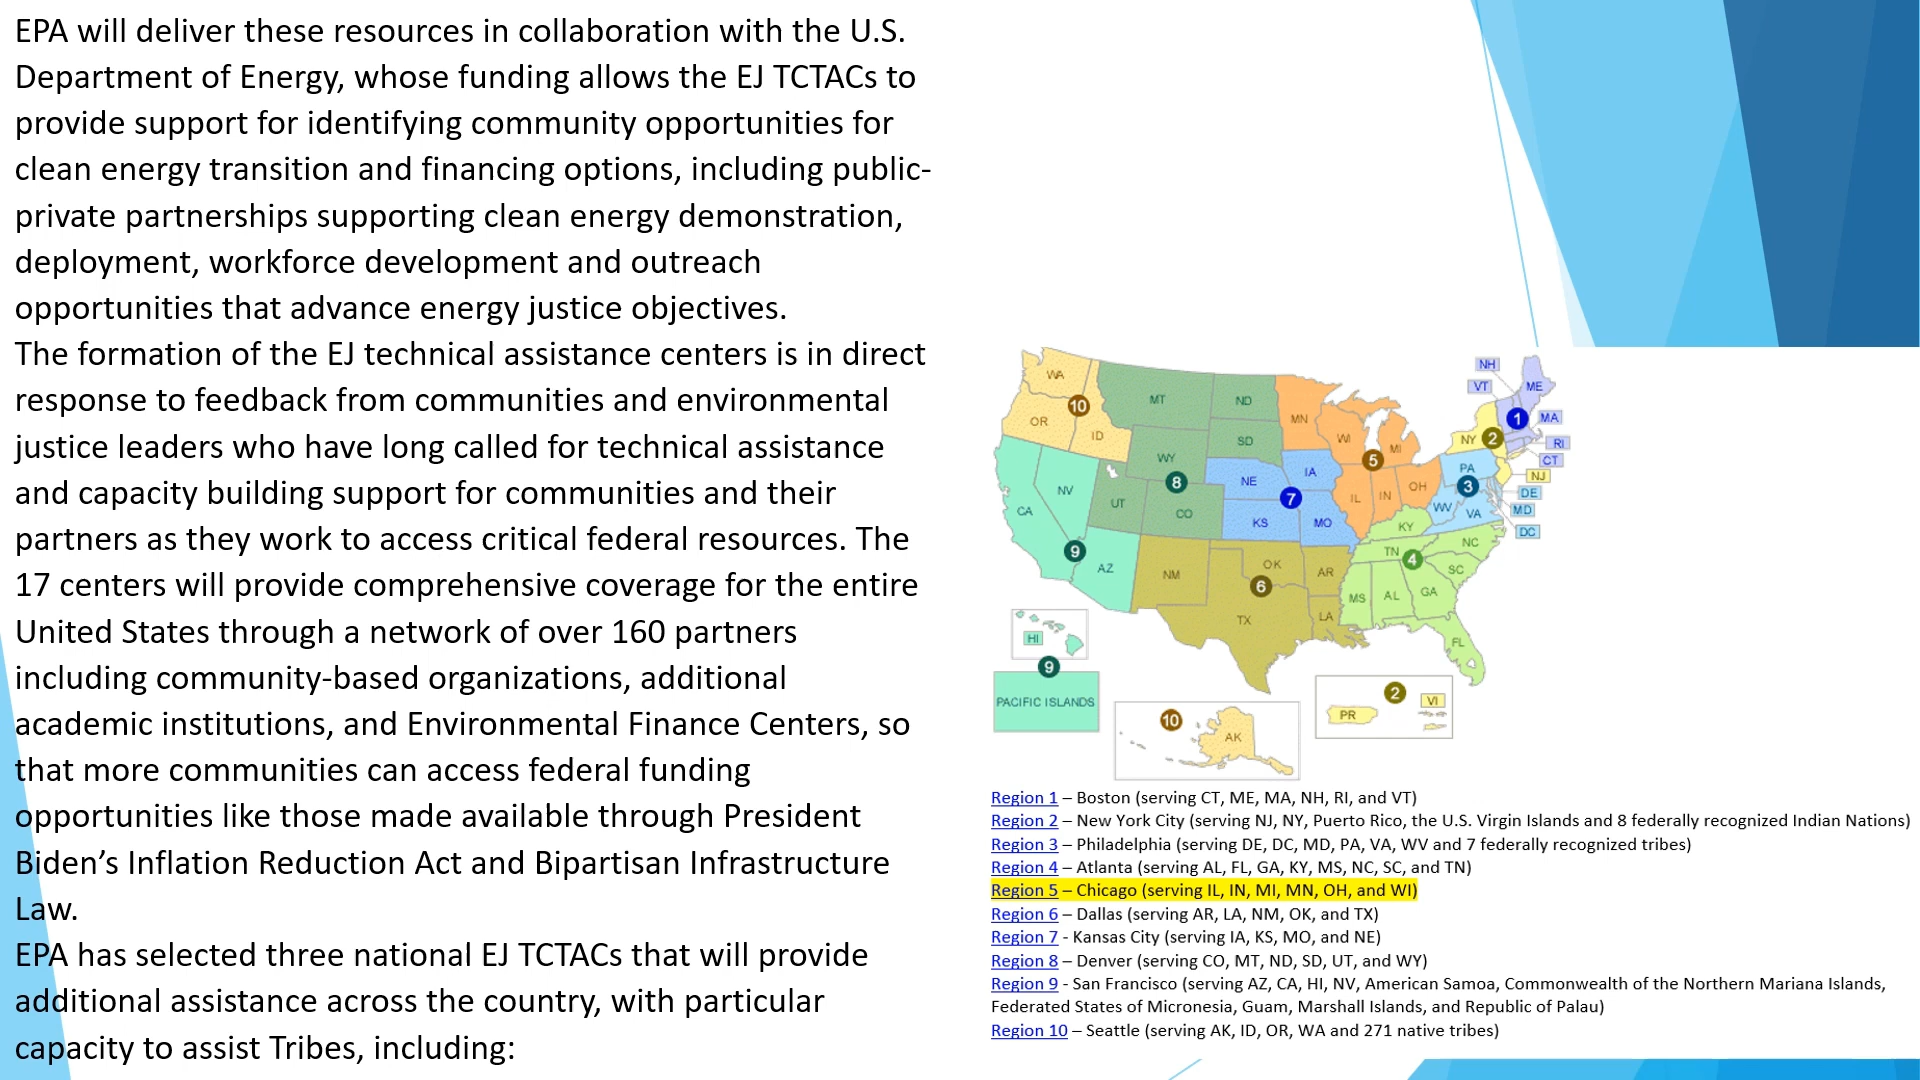 EPA will deliver these resources in collaboration with the U.S.
Department of Energy, whose funding allows the EJ TCTACs to
provide support for identifying community opportunities for
clean energy transition and financing options, including public-
private partnerships supporting clean energy demonstration,
deployment, workforce development and outreach
opportunities that advance energy justice objectives.
The formation of the EJ technical assistance centers is in direct
response to feedback from communities and environmental
justice leaders who have long called for technical assistance
and capacity building support for communities and their
partners as they work to access critical federal resources. The
17 centers will provide comprehensive coverage for the entire
United States through a network of over 160 partners
including community-based organizations, additional
academic institutions, and Environmental Finance Centers, so
that more communities can access federal funding
opportunities like those made available through President
Biden’s Inflation Reduction Act and Bipartisan Infrastructure
Law.
EPA has selected three national EJ TCTACs that will provide
additional assistance across the country, with particular
capacity to assist Tribes, including:
WA
OR
10
ID
MT
ND
SD
WY
8
UT
CO
NV
CA
9
AZ
MN
WI
MI
5
IL
IN
OH
NE
IA
7
KS
MO
NM
OK
AR
6
TX
LA
KY
TN
NC
4
SC
MS
AL
GA
FL
NH
VT
ME
1
MA
NY
2
RI
CT
PA
NJ
3
DE
WV
VA
MD
DC
HI
9
PACIFIC ISLANDS
10
AK
2
PR
VI
Region 1 – Boston (serving CT, ME, MA, NH, RI, and VT)
Region 2 – New York City (serving NJ, NY, Puerto Rico, the U.S. Virgin Islands and 8 federally recognized Indian Nations)
Region 3 – Philadelphia (serving DE, DC, MD, PA, VA, WV and 7 federally recognized tribes)
Region 4 – Atlanta (serving AL, FL, GA, KY, MS, NC, SC, and TN)
Region 5 – Chicago (serving IL, IN, MI, MN, OH, and WI)
Region 6 – Dallas (serving AR, LA, NM, OK, and TX)
Region 7 - Kansas City (serving IA, KS, MO, and NE)
Region 8 – Denver (serving CO, MT, ND, SD, UT, and WY)
Region 9 - San Francisco (serving AZ, CA, HI, NV, American Samoa, Commonwealth of the Northern Mariana Islands,
Federated States of Micronesia, Guam, Marshall Islands, and Republic of Palau)
Region 10 – Seattle (serving AK, ID, OR, WA and 271 native tribes)